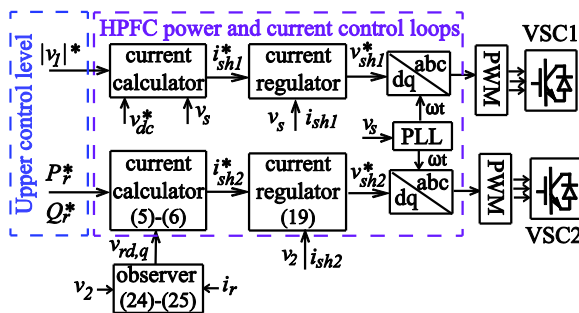 HPFC power and current control loops
Upper control level
|v1|*
current calculator
i*sh1
current regulator
v*sh1
abc
dq
PWM
VSC1
v*dc
vs
vs
ish1
ωt
vs
PLL
ωt
P*r
Q*r
current calculator (5)-(6)
i*sh2
current regulator (19)
v*sh2
abc
dq
PWM
VSC2
vrd,q
v2
ish2
v2
observer (24)-(25)
ir